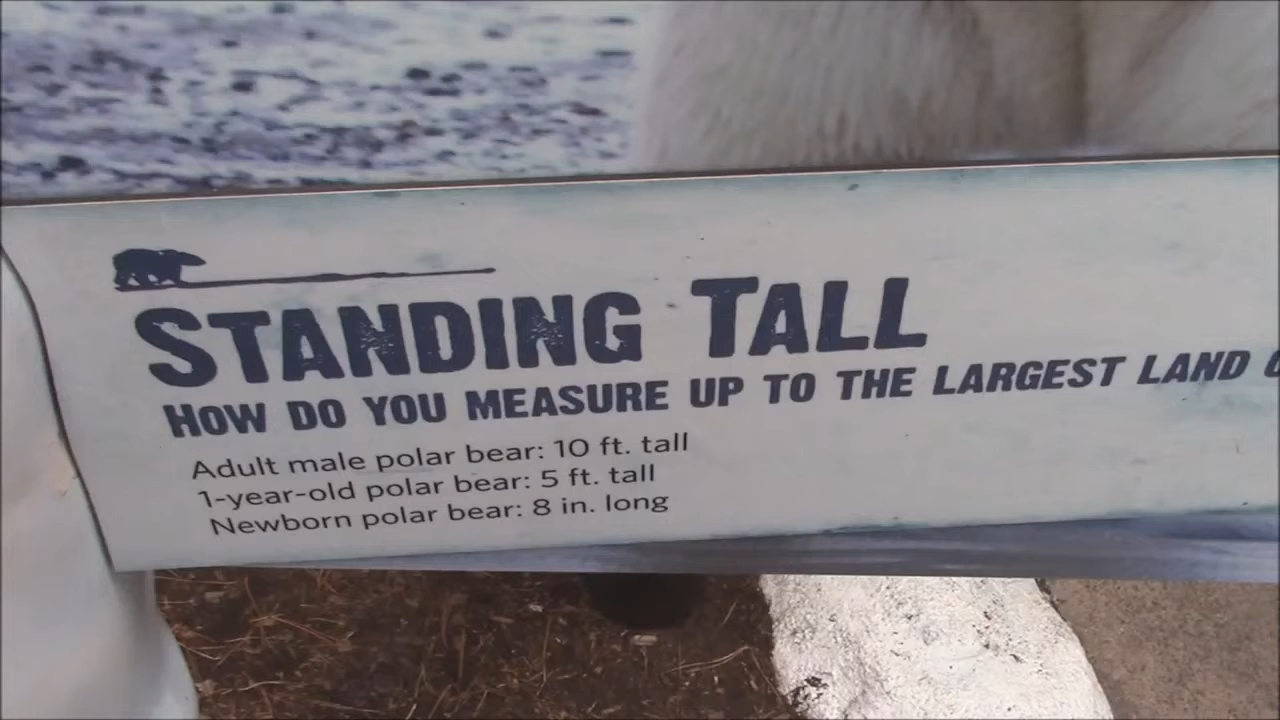 STANDING TALL
HOW DO YOU MEASURE UP TO THE LARGEST LAND
Adult male polar bear: 10 ft. tall
1-year-old polar bear: 5 ft. tall
Newborn polar bear: 8 in. long